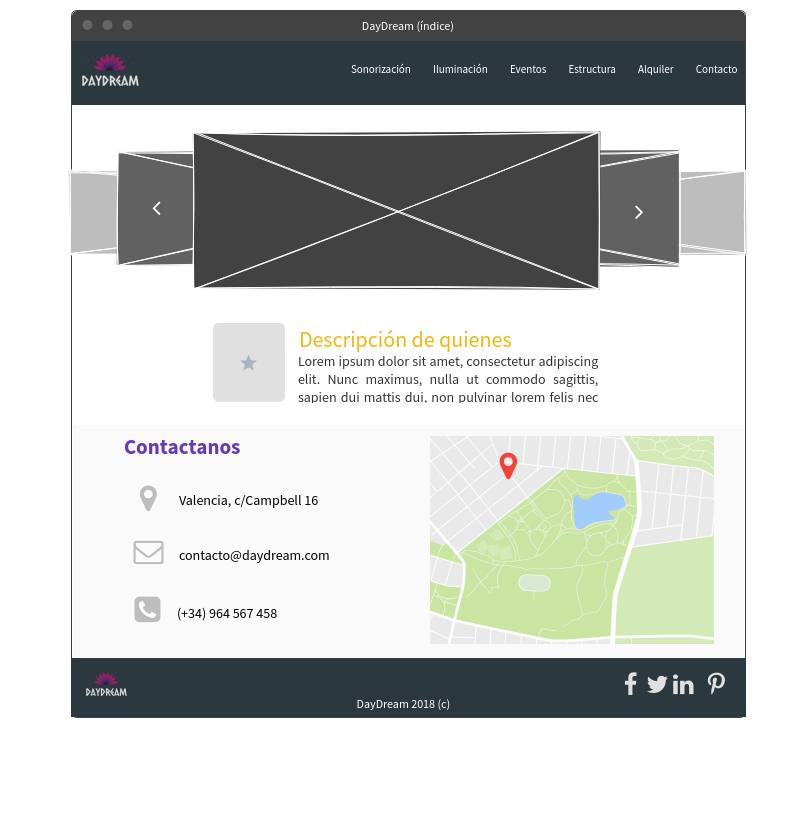 DayDream (índice)
DAYDREAM
Sonorización Iluminación Eventos Estructura Alquiler Contacto
Descripción de quienes
Lorem ipsum dolor sit amet, consectetur adipiscing
elit. Nunc maximus, nulla ut commodo sagittis,
sapien dui mattis dui, non pulvinar lorem felis nec
Contactanos
Valencia, c/Campbell 16
contacto@daydream.com
(+34) 964 567 458
DAYDREAM
DayDream 2018 (c)